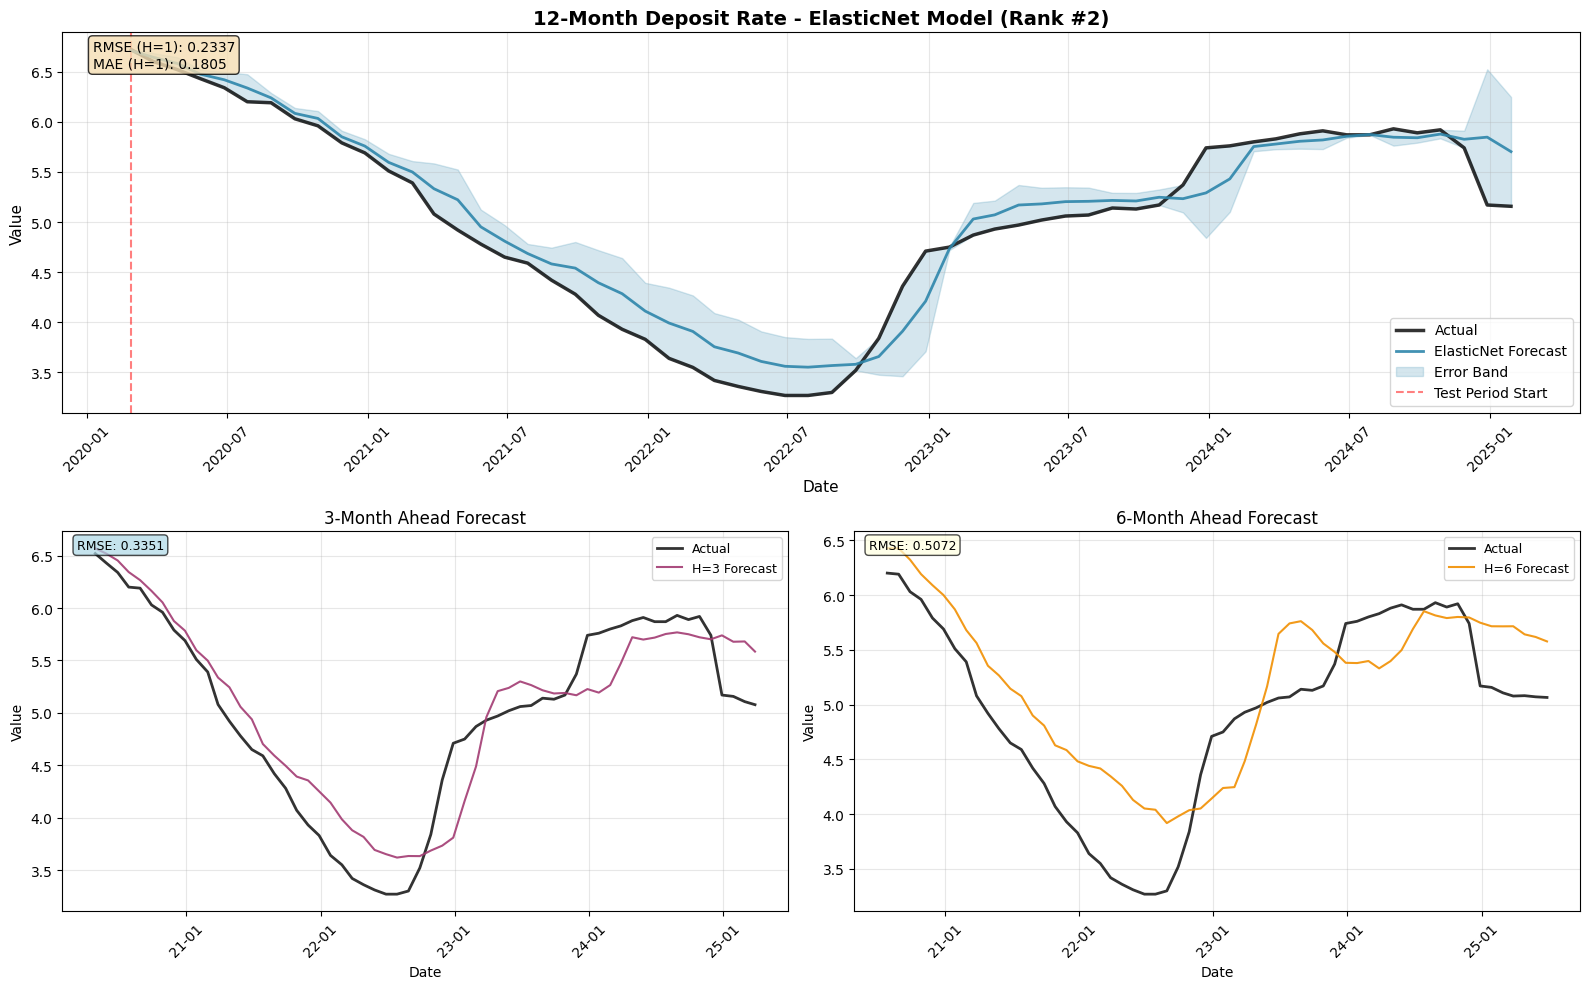 12-Month Deposit Rate - ElasticNet Model (Rank #2)
RMSE (H=1): 0.2337
MAE (H=1): 0.1805
Value
6.5
6.0
5.5
5.0
4.5
4.0
3.5
Actual
ElasticNet Forecast
Error Band
Test Period Start
2020-01
2020-07
2021-01
2021-07
2022-01
2022-07
2023-01
2023-07
2024-01
2024-07
2025-01
Date
3-Month Ahead Forecast
RMSE: 0.3351
Actual
H=3 Forecast
Value
6.5
6.0
5.5
5.0
4.5
4.0
3.5
21-01
22-01
23-01
24-01
25-01
Date
6-Month Ahead Forecast
RMSE: 0.5072
Actual
H=6 Forecast
Value
6.5
6.0
5.5
5.0
4.5
4.0
3.5
21-01
22-01
23-01
24-01
25-01
Date